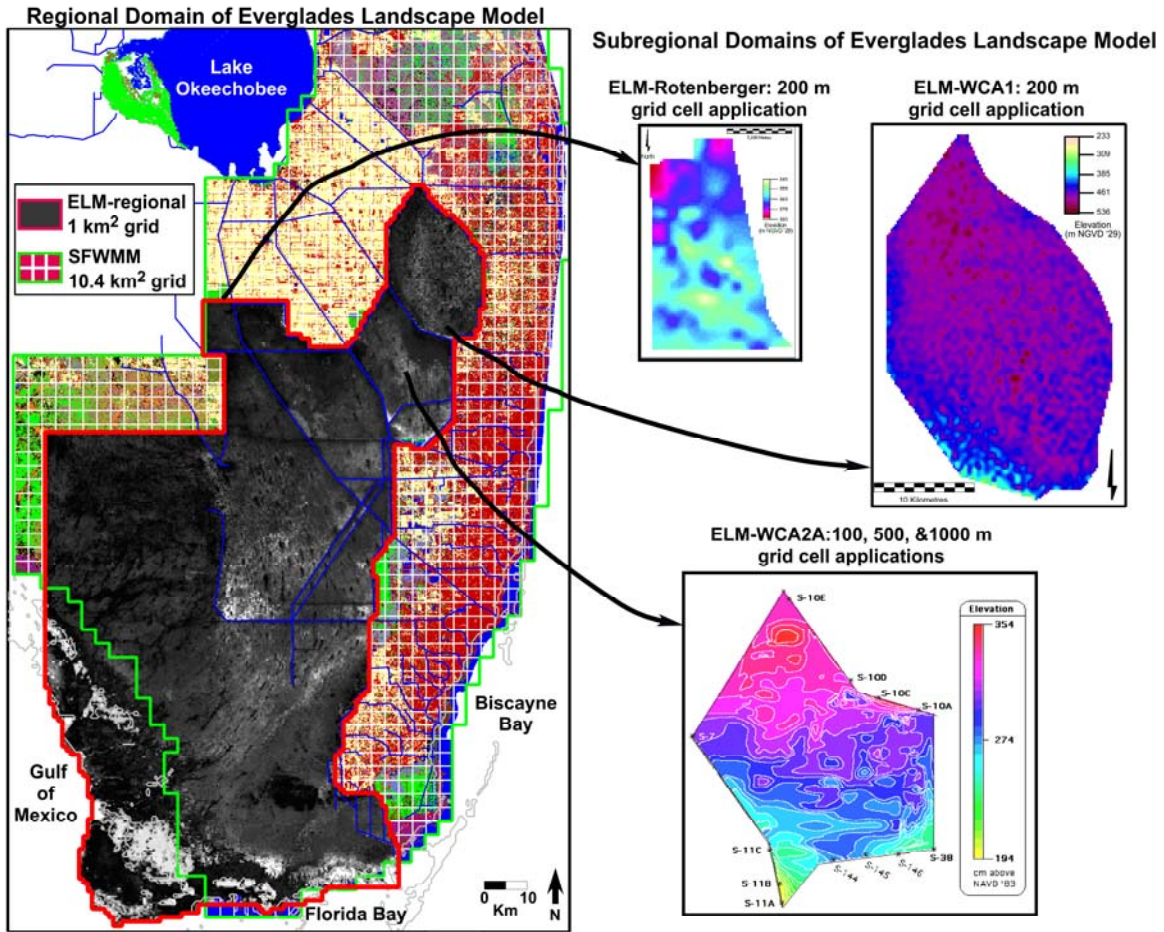 Regional Domain of Everglades Landscape Model
Lake
Okeechobee
ELM-regional
1 km² grid
SFWMM
10.4 km² grid
Gulf
of
Mexico
Biscayne
Bay
Florida Bay
0 10
Km
N
Subregional Domains of Everglades Landscape Model
ELM-Rotenberger: 200 m
grid cell application
Elevation
(m NGVD '29)
ELM-WCA1: 200 m
grid cell application
233
309
385
461
536
Elevation
(m NGVD '29)
10 Kilometres
ELM-WCA2A:100, 500, &1000 m
grid cell applications
S-10E
S-10D
S-10C
S-10A
S-7
S-11C
S-11B
S-11A
S-144
S-145
S-146
S-38
Elevation
354
274
194
cm above
NAVD '83